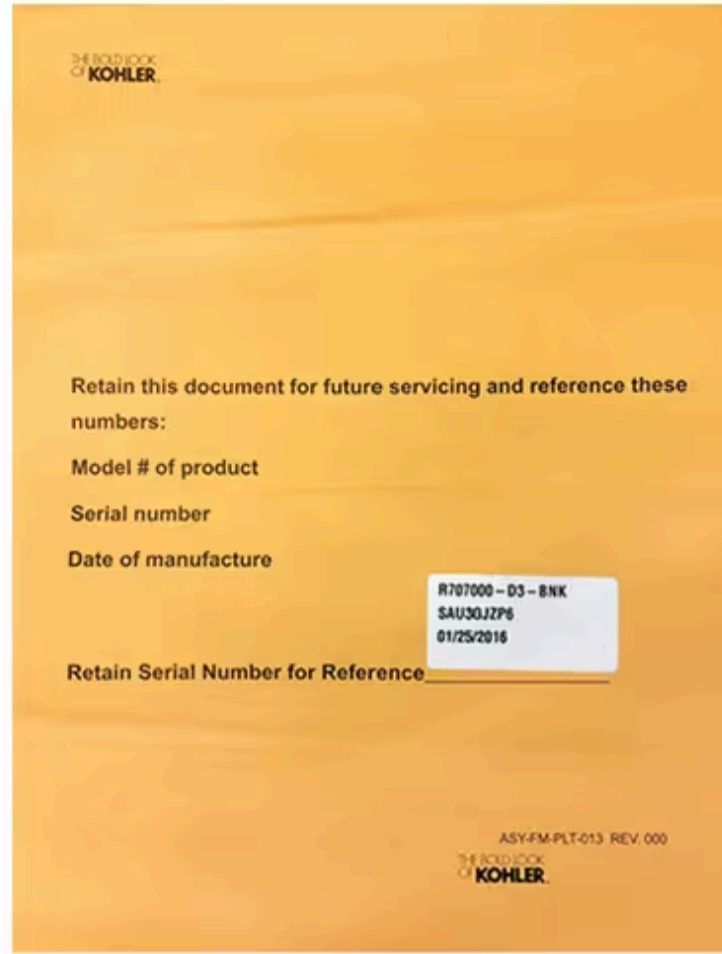 THE BOLD LOOK
OF KOHLER.
Retain this document for future servicing and reference these
numbers:
Model # of product
Serial number
Date of manufacture
R707000-D3-BNK
SAU30JZP6
01/25/2016
Retain Serial Number for Reference
ASY-FM-PLT-013 REV. 000
THE BOLD LOOK
OF KOHLER.